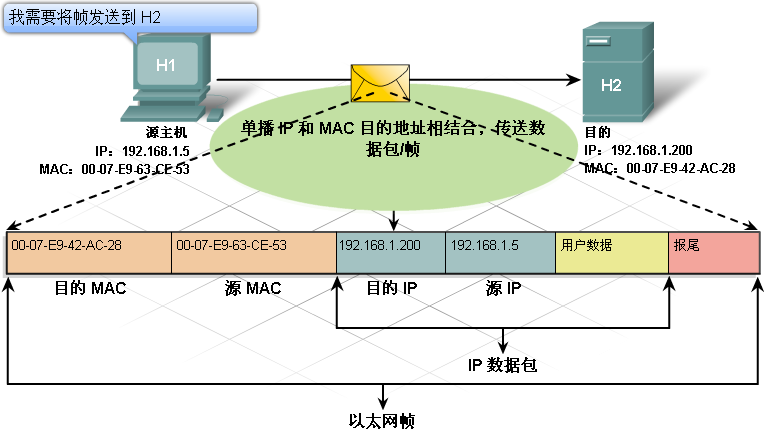 我需要将帧发送到 H2
H1
H2
源主机
IP：192.168.1.5
MAC：00-07-E9-63-CE-53
单播 IP 和 MAC 目的地址相结合，传送数
据包/帧
目的
IP：192.168.1.200
MAC：00-07-E9-42-AC-28
00-07-E9-42-AC-28
00-07-E9-63-CE-53
192.168.1.200
192.168.1.5
用户数据
报尾
目的 MAC
源 MAC
目的 IP
源 IP
IP 数据包
以太网帧